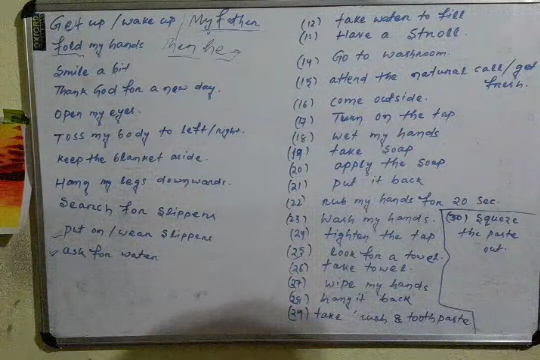 Get up / wake up / My father
fold my hands then he
Smile a bit
Thank God for a new day.
Open my eyes.
Toss my body to left/right.
Keep the blanket aside.
Hang my legs downwards.
Search for Slippers
put on / wear Slippers
ask for water
(12) take water to fill
(13) Have a Stroll.
(14) Go to washroom.
(15) attend the natural call/get
fresh.
(16) come outside.
(17) Turn on the tap
(18) wet my hands
(19) take soap
(20) apply the soap
(21) put it back
(22) rub my hands for 20 sec.
(23) wash my hands.
(24) tighten the tap
(25) look for a towel.
(26) take towel.
(27) wipe my hands
(28) hang it back
(29) take rush & toothpaste
(30) Squeze
the paste
out.